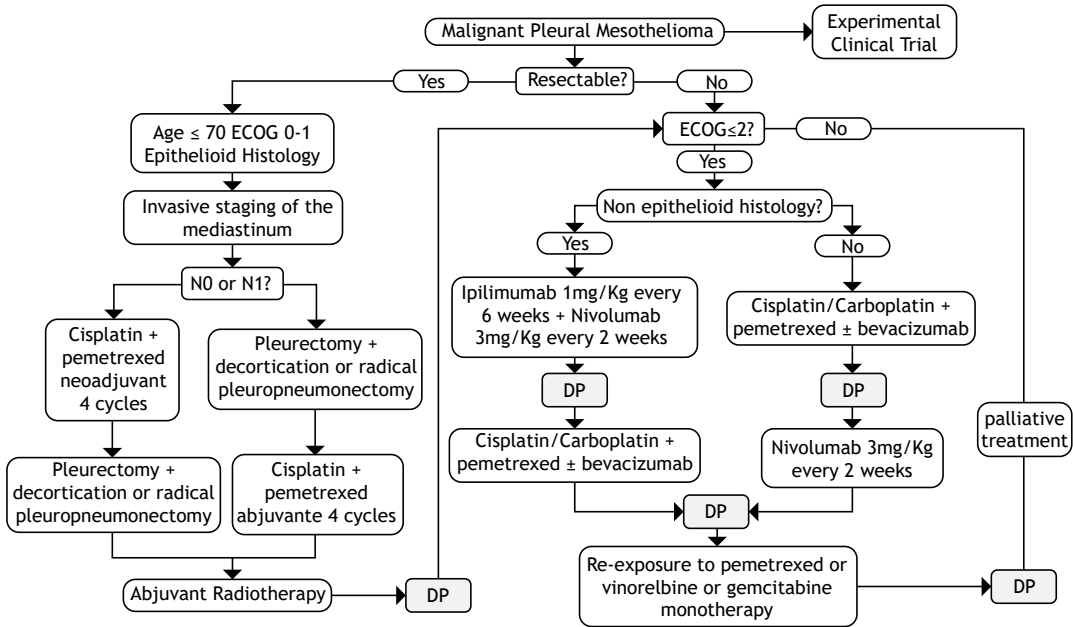 Malignant Pleural Mesothelioma
Experimental
Clinical Trial
Yes
Resectable?
No
Age ≤ 70 ECOG 0-1
Epithelioid Histology
ECOG≤2?
No
Yes
Invasive staging of the
mediastinum
Non epithelioid histology?
Yes
No
N0 or N1?
Ipilimumab 1mg/Kg every
6 weeks + Nivolumab
3mg/Kg every 2 weeks
Cisplatin/Carboplatin +
pemetrexed ± bevacizumab
Cisplatin +
pemetrexed
neoadjuvant
4 cycles
Pleurectomy +
decortication or radical
pleuropneumonectomy
DP
DP
palliative
treatment
Cisplatin/Carboplatin +
pemetrexed ± bevacizumab
Nivolumab 3mg/Kg
every 2 weeks
Pleurectomy +
decortication or radical
pleuropneumonectomy
Cisplatin +
pemetrexed
abjuvante 4 cycles
DP
Re-exposure to pemetrexed or
vinorelbine or gemcitabine
monotherapy
Abjuvant Radiotherapy
DP
DP